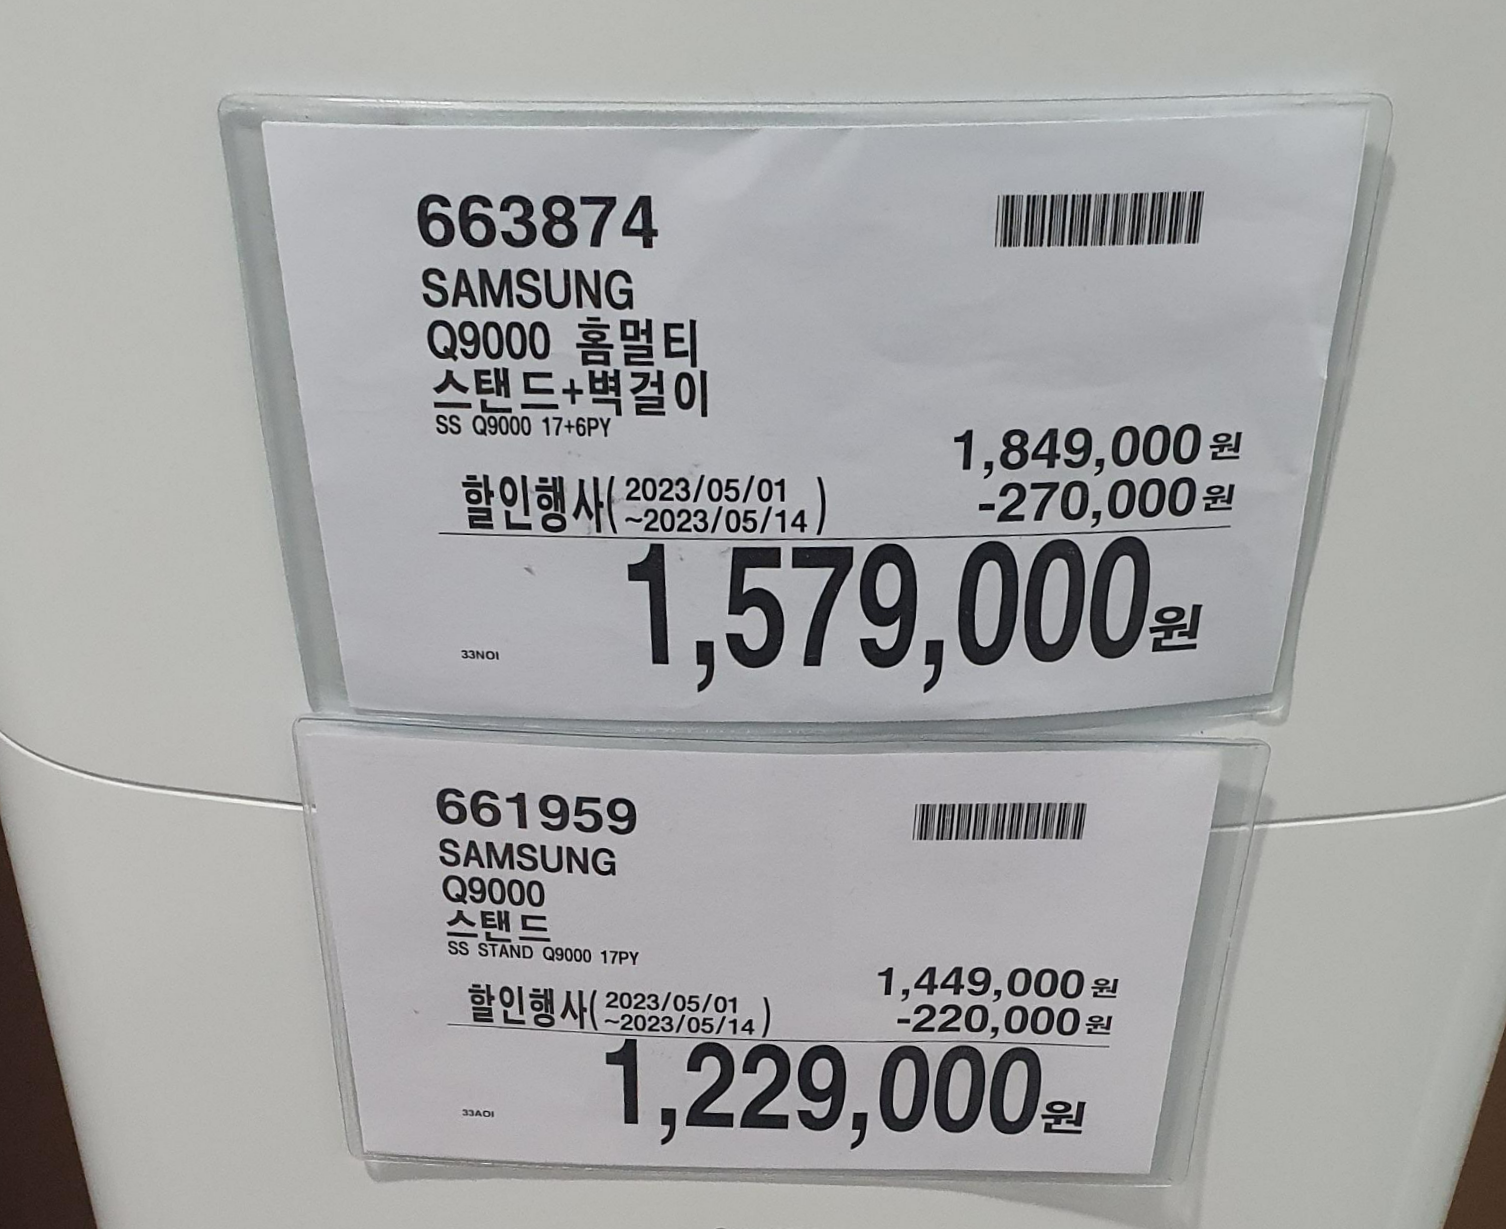 663874
SAMSUNG
Q9000 홈멀티
스탠드+벽걸이
SS Q9000 17+6PY
1,849,000원
할인행사( 2023/05/01 ~2023/05/14 ) -270,000원
1,579,000원
33NOI
661959
SAMSUNG
Q9000
스탠드
SS STAND Q9000 17PY
1,449,000원
할인행사( 2023/05/01 ~2023/05/14 ) -220,000원
1,229,000원
33AOI